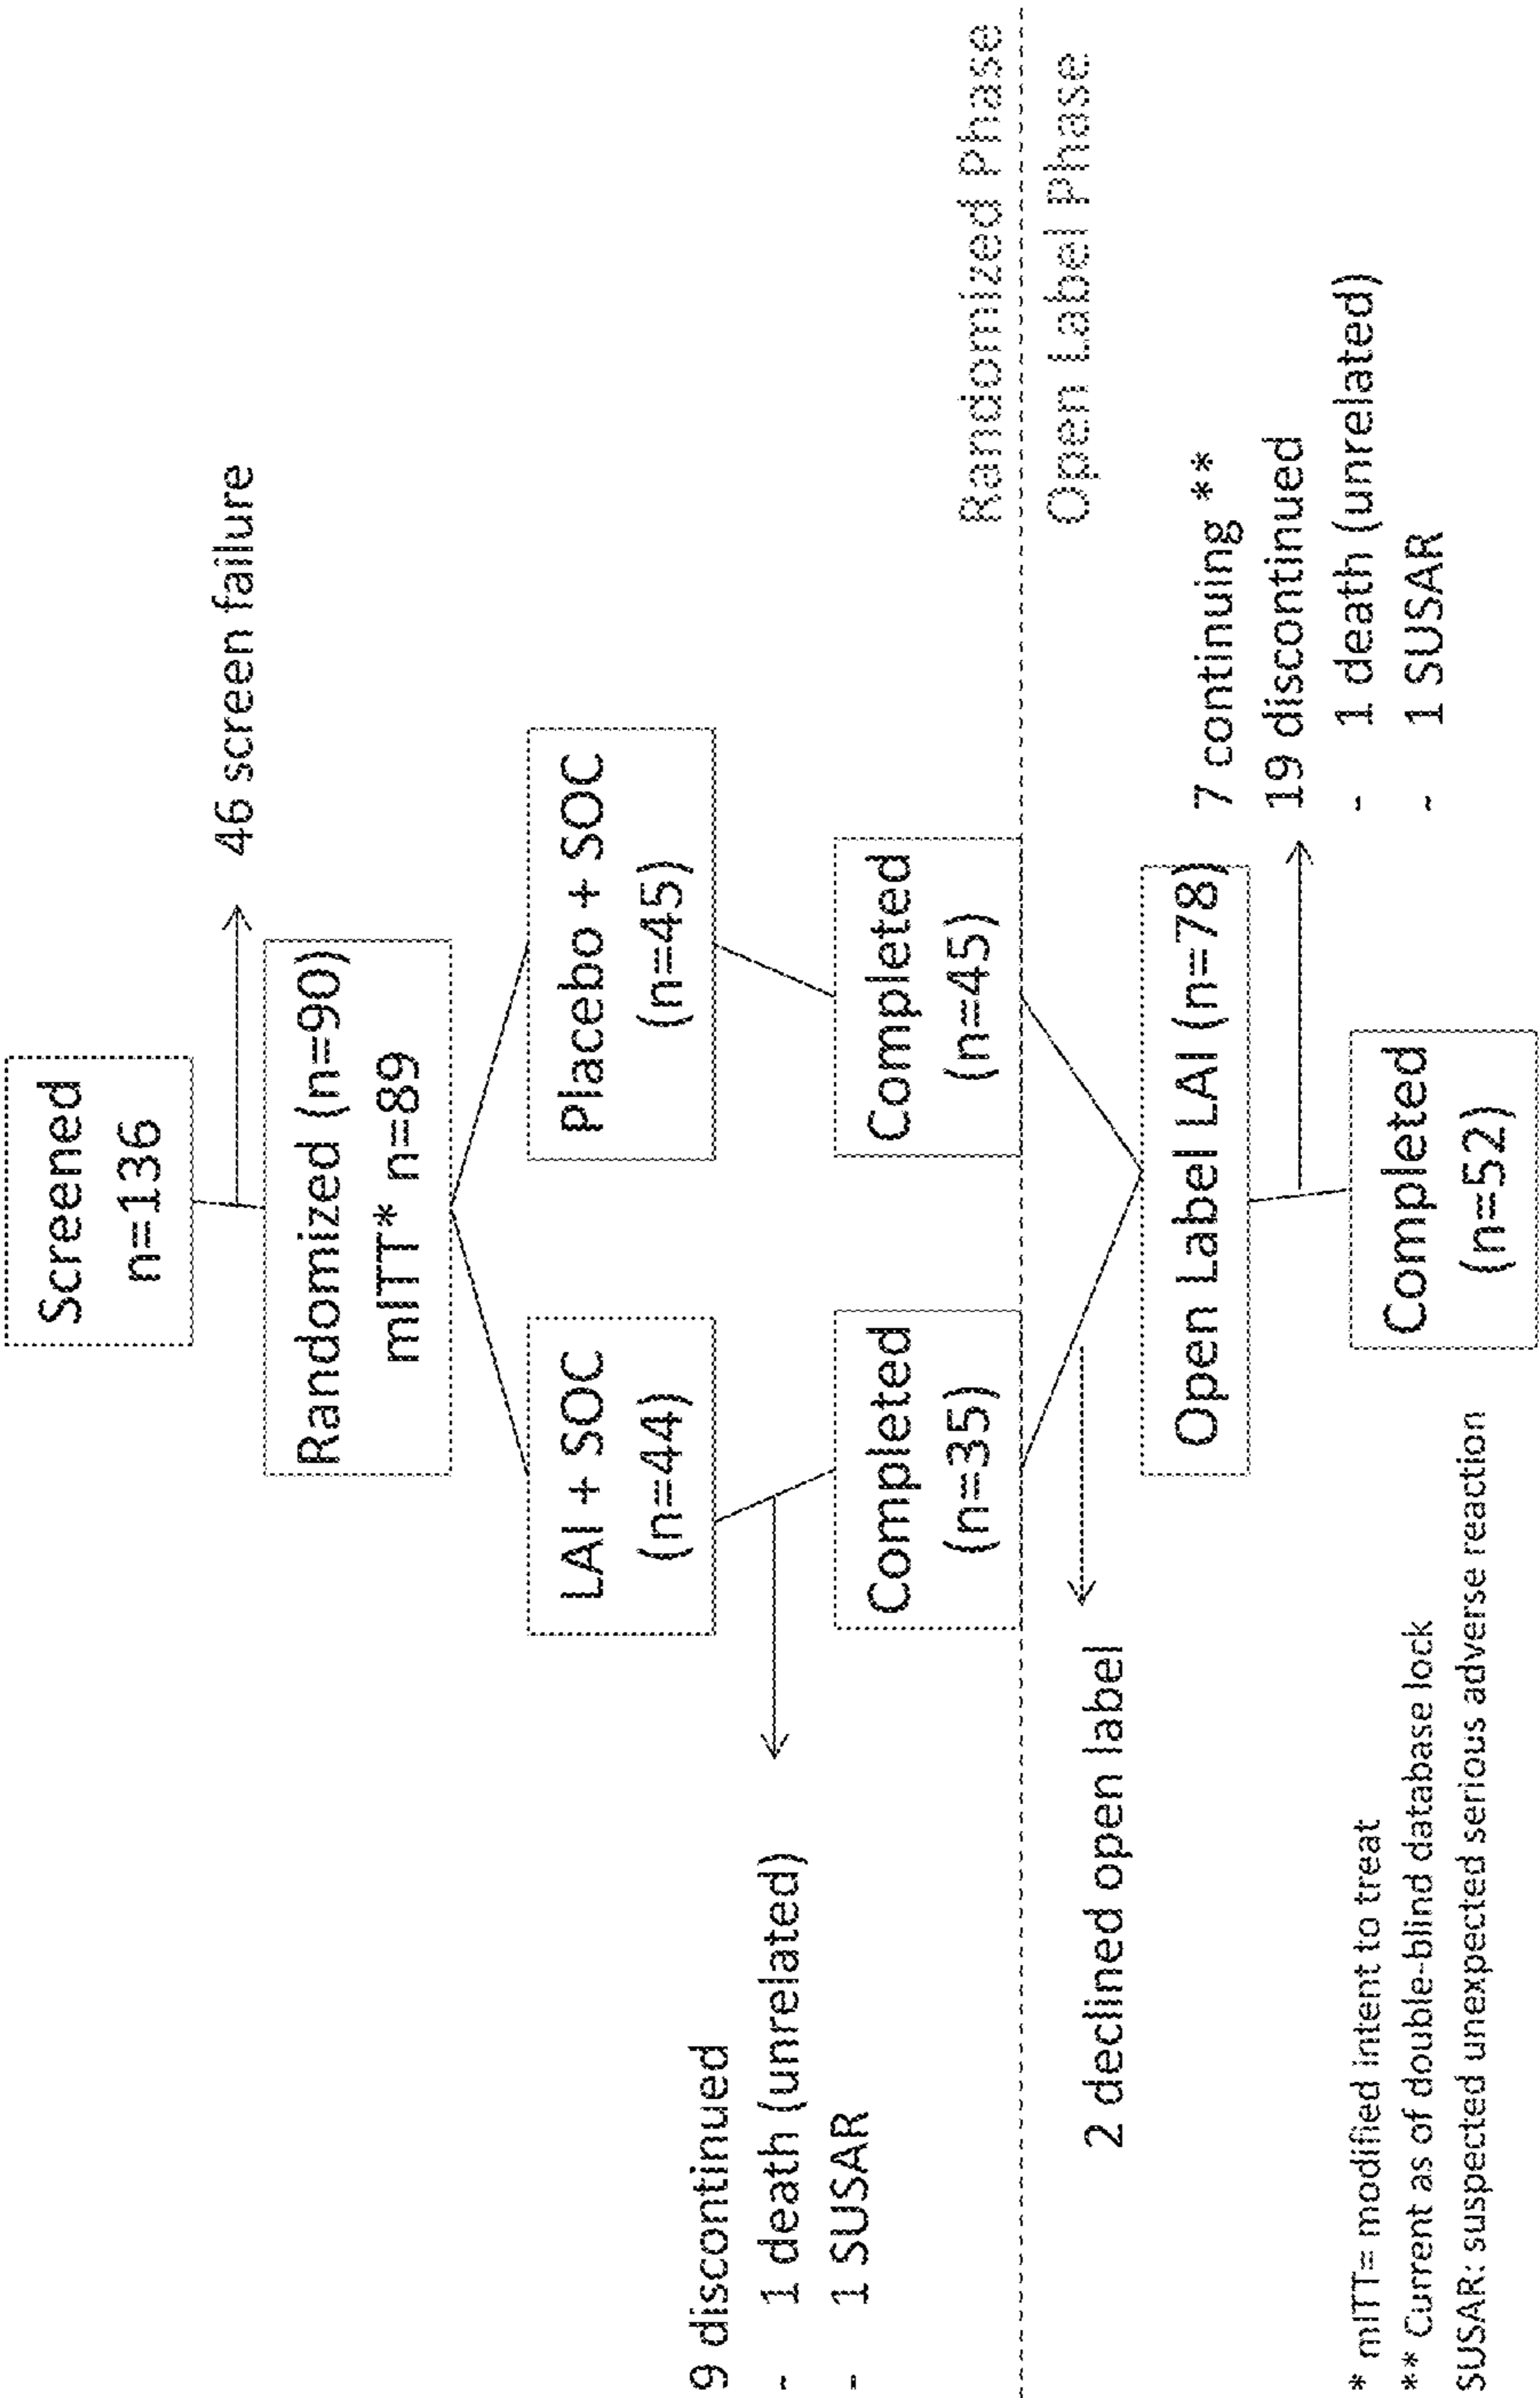 Screened
n=136
46 screen failure
Randomized (n=90)
mITT* n=89
LAI + SOC
(n=44)
Placebo + SOC
(n=45)
9 discontinued
- 1 death (unrelated)
- 1 SUSAR
Completed
(n=35)
Completed
(n=45)
Randomized Phase
Open Label Phase
2 declined open label
Open Label LAI (n=78)
7 continuing **
19 discontinued
- 1 death (unrelated)
- 1 SUSAR
Completed
(n=52)
* mITT= modified intent to treat
** Current as of double-blind database lock
SUSAR: suspected unexpected serious adverse reaction